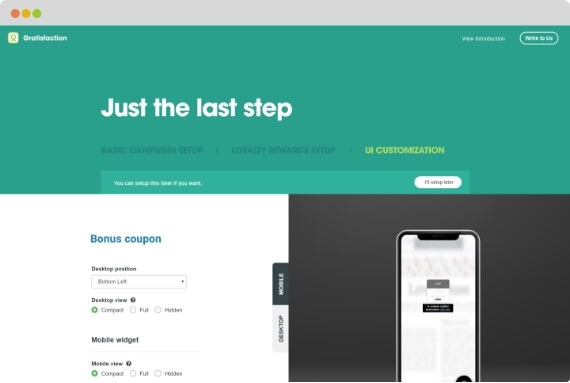 Gratisfaction
View Introduction
Write to Us
Just the last step
BASIC CAMPAGIN SETUP › LOYALTY REWARDS SETUP › UI CUSTOMIZATION
You can setup this later if you want.
I'll setup later
Bonus coupon
Desktop position
Bottom Left
Desktop view
Compact Full Hidden
Mobile widget
Mobile view
Compact Full Hidden
MOBILE
DESKTOP